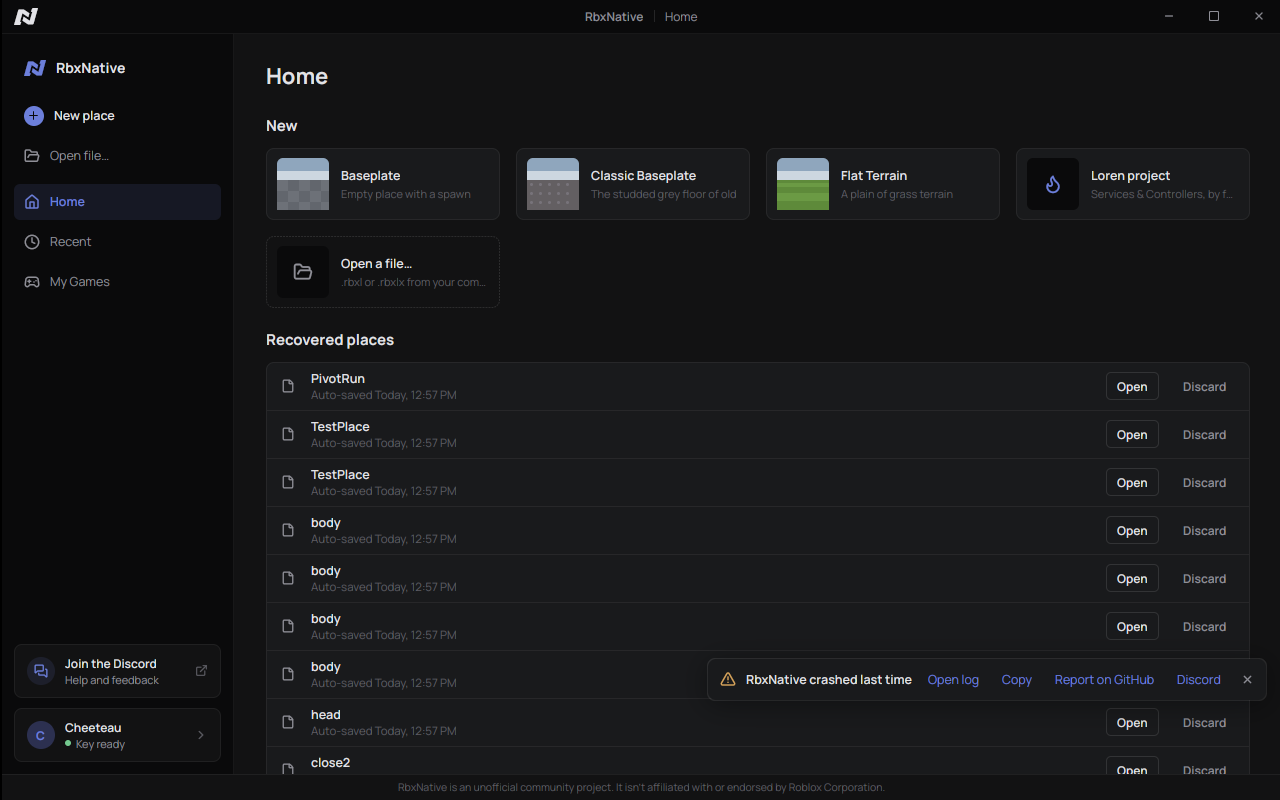 RbxNative Home
RbxNative
New place
Open file...
Home
Recent
My Games
Join the Discord
Help and feedback
C
Cheeteau
Key ready
Home
New
Baseplate
Empty place with a spawn
Classic Baseplate
The studded grey floor of old
Flat Terrain
A plain of grass terrain
Loren project
Services & Controllers, by f...
Open a file...
.rbxl or .rbxlx from your com...
Recovered places
PivotRun
Auto-saved Today, 12:57 PM
Open Discard
TestPlace
Auto-saved Today, 12:57 PM
Open Discard
TestPlace
Auto-saved Today, 12:57 PM
Open Discard
body
Auto-saved Today, 12:57 PM
Open Discard
body
Auto-saved Today, 12:57 PM
Open Discard
body
Auto-saved Today, 12:57 PM
Open Discard
body
Auto-saved Today, 12:57 PM
RbxNative crashed last time Open log Copy Report on GitHub Discord
head
Auto-saved Today, 12:57 PM
Open Discard
close2
Open Discard
RbxNative is an unofficial community project. It isn't affiliated with or endorsed by Roblox Corporation.